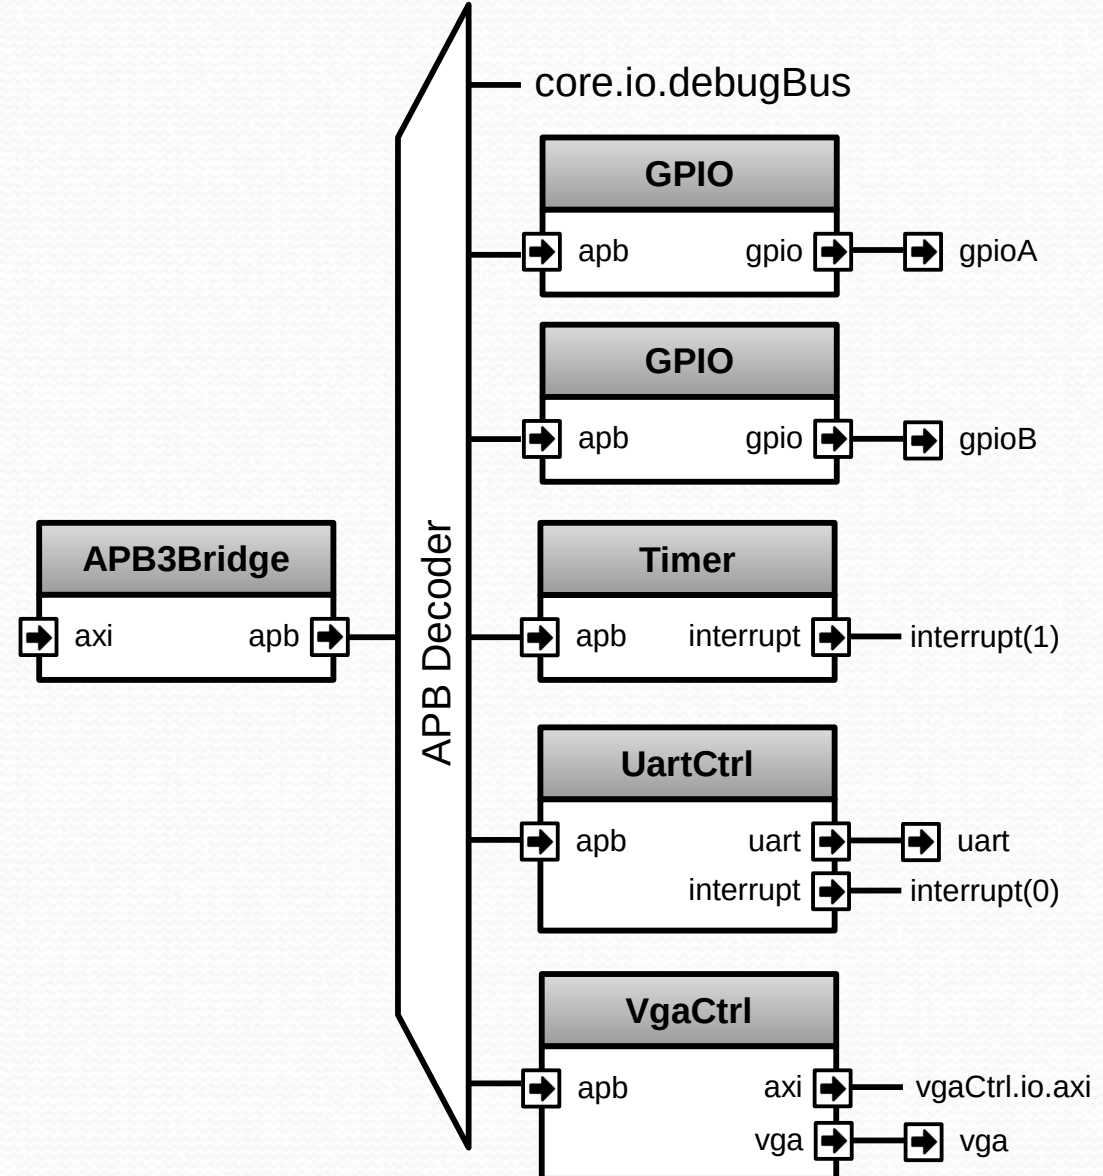 core.io.debugBus
GPIO
apb gpio gpioA
GPIO
apb gpio gpioB
APB3Bridge
axi apb
APB Decoder
Timer
apb interrupt interrupt(1)
UartCtrl
apb uart uart
interrupt interrupt(0)
VgaCtrl
apb axi vgaCtrl.io.axi
vga vga